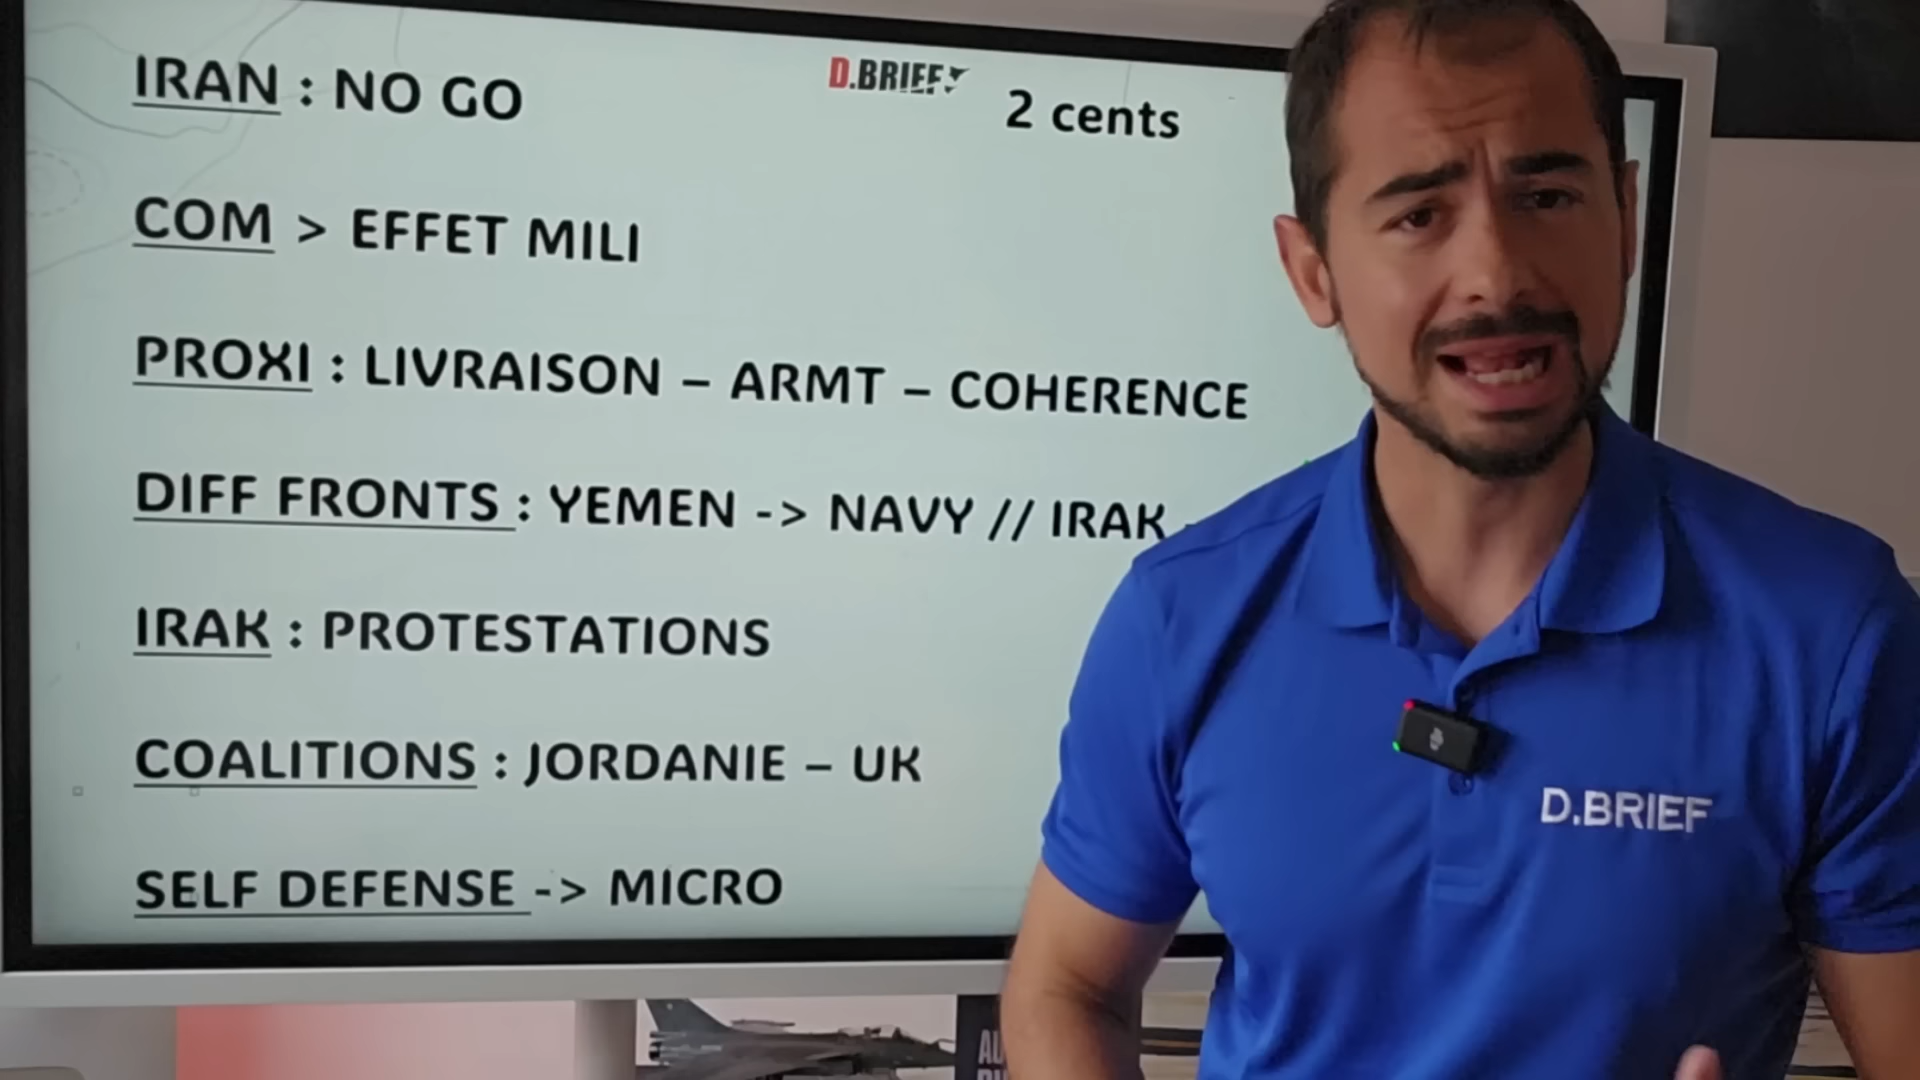 IRAN : NO GO
D.BRIEF
2 cents
COM > EFFET MILI
PROXI : LIVRAISON – ARMT – COHERENCE
DIFF FRONTS : YEMEN -> NAVY // IRAK
IRAK : PROTESTATIONS
COALITIONS : JORDANIE – UK
SELF DEFENSE -> MICRO
D.BRIEF